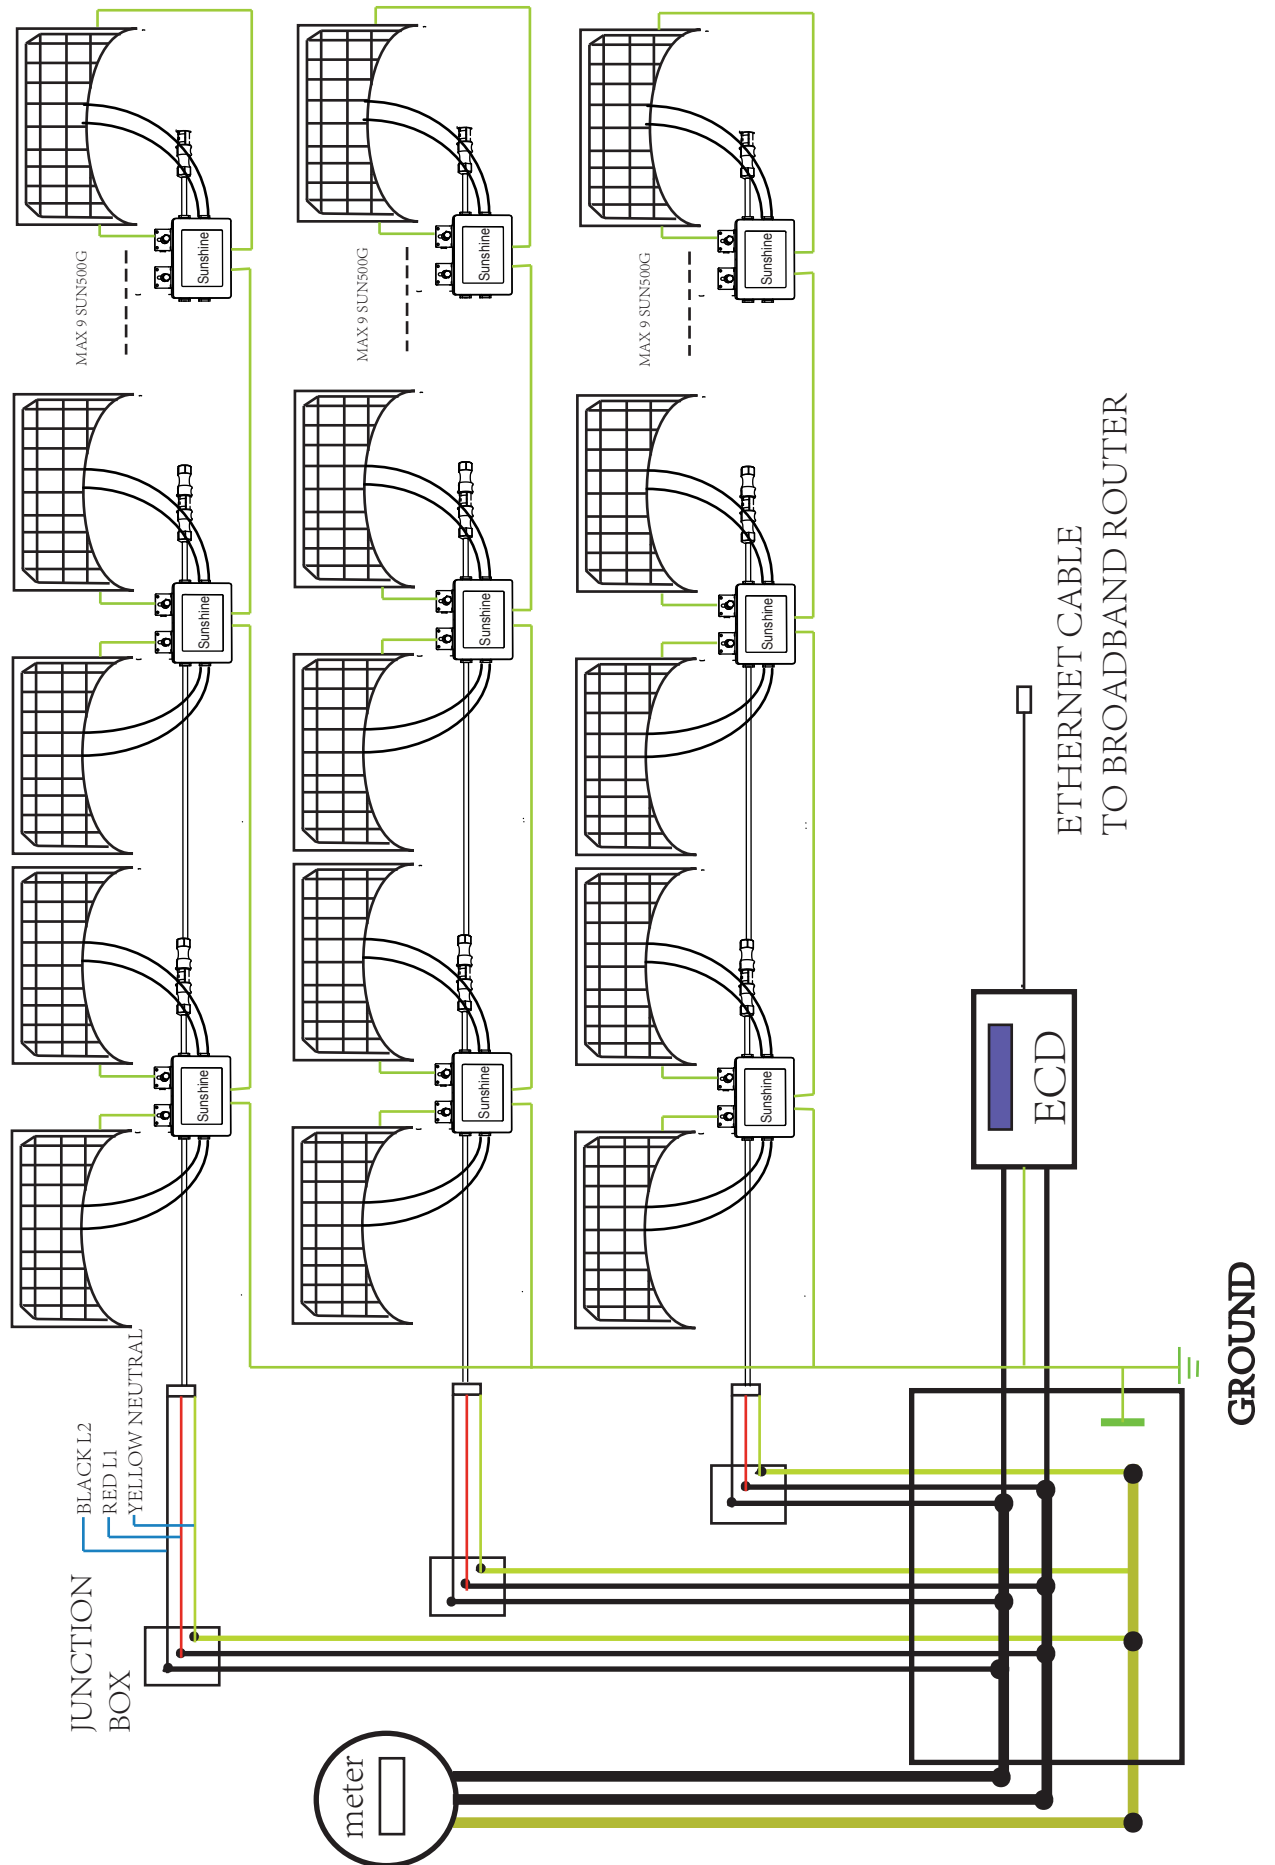 MAX 9 SUN500G
MAX 9 SUN500G
MAX 9 SUN500G
Sunshine
Sunshine
Sunshine
Sunshine
Sunshine
Sunshine
Sunshine
Sunshine
Sunshine
BLACK L2
RED L1
YELLOW NEUTRAL
JUNCTION
BOX
meter
ECD
ETHERNET CABLE
TO BROADBAND ROUTER
GROUND